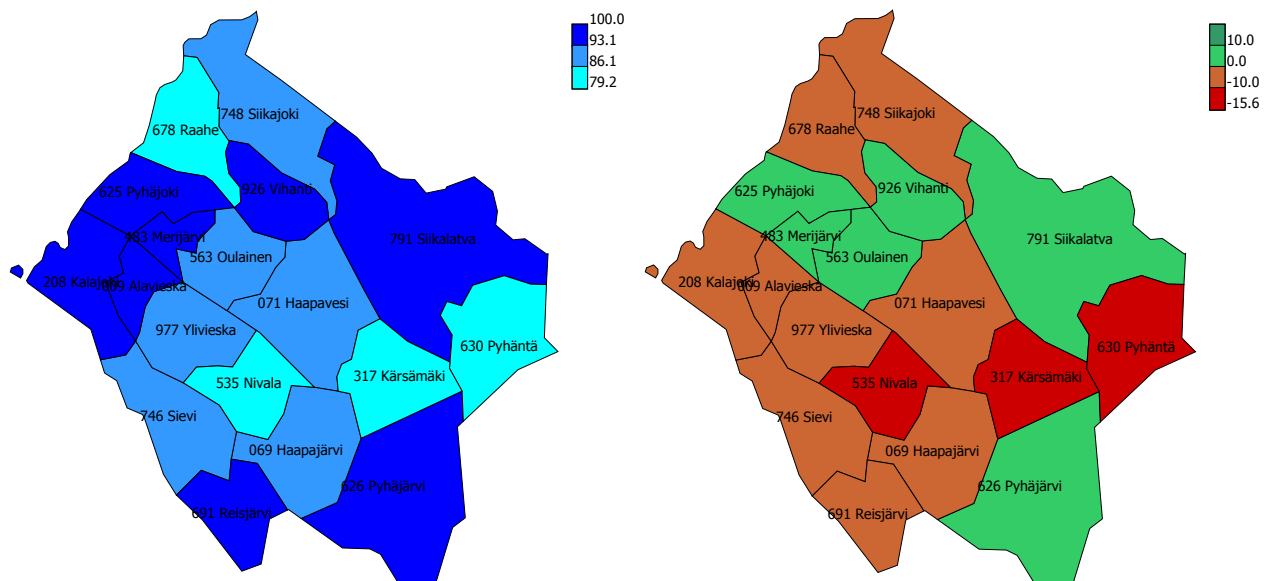 100.0
93.1
86.1
79.2
748 Siikajoki
678 Raahe
926 Vihanti
625 Pyhäjoki
483 Merijärvi
791 Siikalatva
563 Oulainen
208 Kalajoki
009 Alavieska
071 Haapavesi
977 Ylivieska
630 Pyhäntä
317 Kärsämäki
535 Nivala
746 Sievi
069 Haapajärvi
626 Pyhäjärvi
691 Reisjärvi
10.0
0.0
-10.0
-15.6
748 Siikajoki
678 Raahe
926 Vihanti
625 Pyhäjoki
483 Merijärvi
791 Siikalatva
563 Oulainen
208 Kalajoki
009 Alavieska
071 Haapavesi
977 Ylivieska
630 Pyhäntä
317 Kärsämäki
535 Nivala
746 Sievi
069 Haapajärvi
626 Pyhäjärvi
691 Reisjärvi